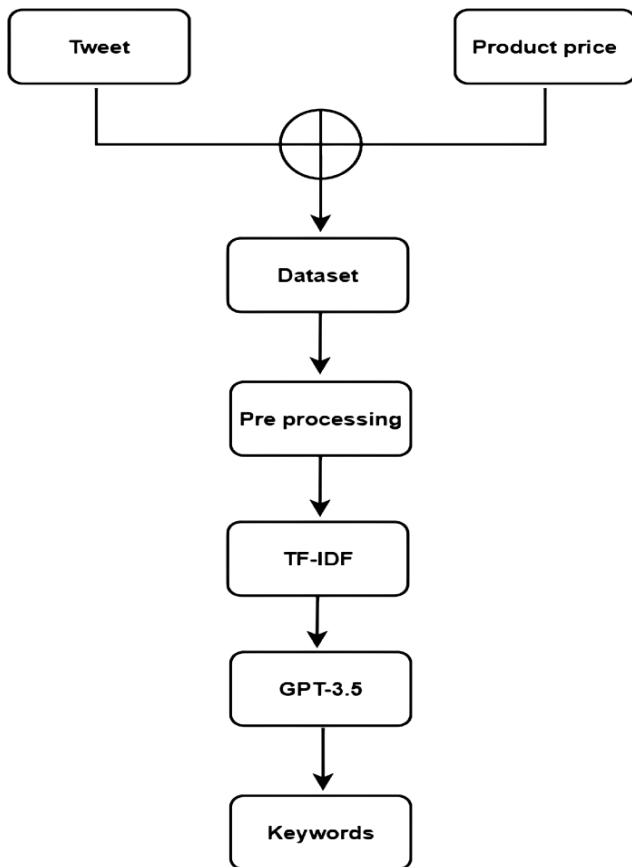 Tweet
Product price
Dataset
Pre processing
TF-IDF
GPT-3.5
Keywords